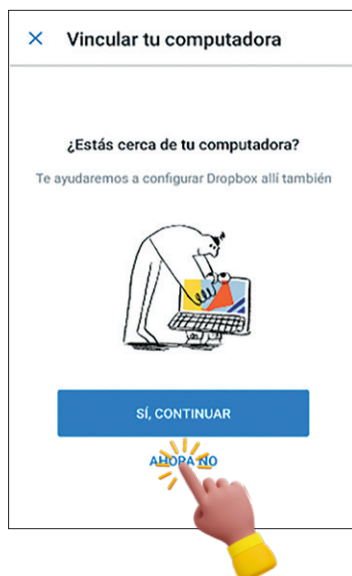 Vincular tu computadora
¿Estás cerca de tu computadora?
Te ayudaremos a configurar Dropbox allí también
SÍ, CONTINUAR
AHORA NO